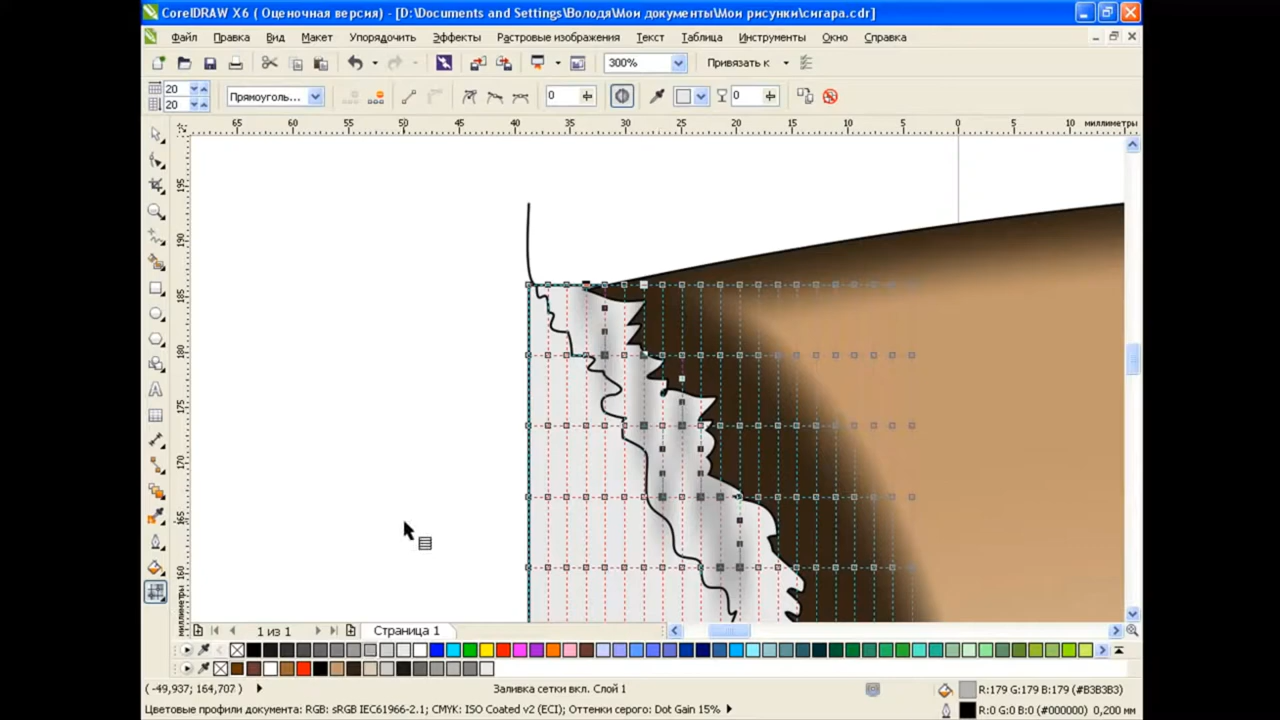 CorelDRAW X6 ( Оценочная версия) - [D:\Documents and Settings\Володя\Мои документы\Мои рисунки\сигара.cdr]
Файл Правка Вид Макет Упорядочить Эффекты Растровые изображения Текст Таблица Инструменты Окно Справка
300% Привязать к
20
20
Прямоуголь... 0 0
65 60 55 50 45 40 35 30 25 20 15 10 5 0 5 10 миллиметры
195
190
185
180
175
170
165
160
миллиметры
1 из 1 Страница 1
( -49,937; 164,707 ) Заливка сетки вкл. Слой 1 R:179 G:179 B:179 (#B3B3B3)
Цветовые профили документа: RGB: sRGB IEC61966-2.1; CMYK: ISO Coated v2 (ECI); Оттенки серого: Dot Gain 15% R:0 G:0 B:0 (#000000) 0,200 мм